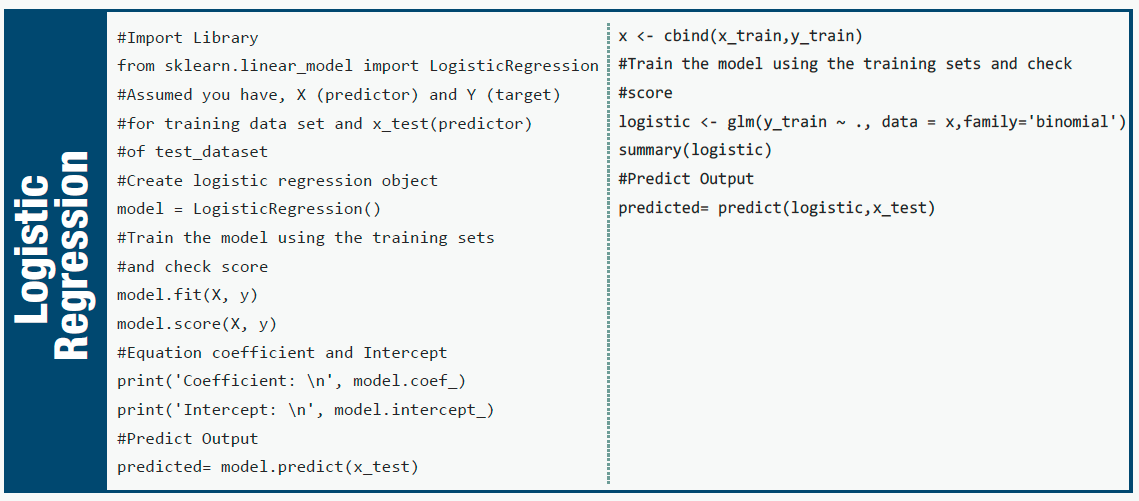 Logistic
Regression
#Import Library
from sklearn.linear_model import LogisticRegression
#Assumed you have, X (predictor) and Y (target)
#for training data set and x_test(predictor)
#of test_dataset
#Create logistic regression object
model = LogisticRegression()
#Train the model using the training sets
#and check score
model.fit(X, y)
model.score(X, y)
#Equation coefficient and Intercept
print('Coefficient: \n', model.coef_)
print('Intercept: \n', model.intercept_)
#Predict Output
predicted= model.predict(x_test)
x <- cbind(x_train,y_train)
#Train the model using the training sets and check
#score
logistic <- glm(y_train ~ ., data = x,family='binomial')
summary(logistic)
#Predict Output
predicted= predict(logistic,x_test)